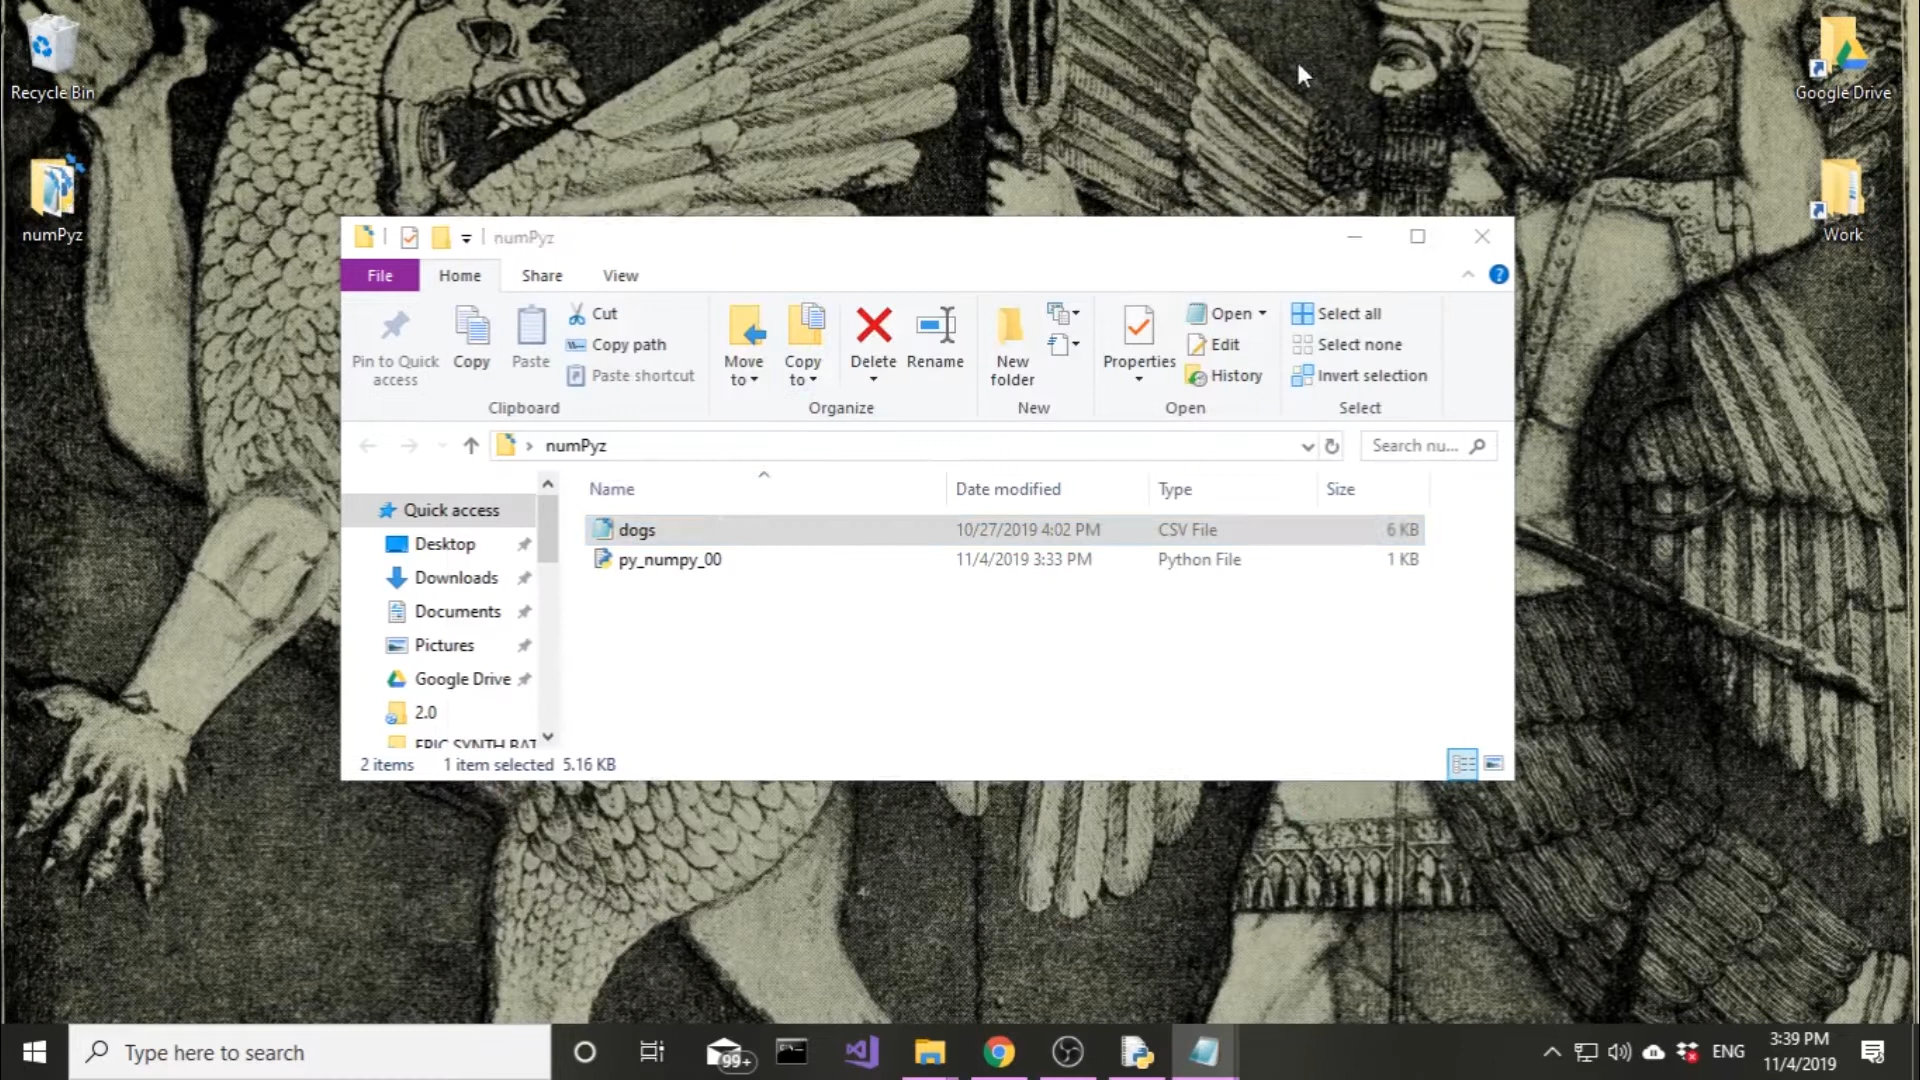 Recycle Bin
numPyz
Google Drive
Work
numPyz
File Home Share View
Pin to Quick access
Copy
Paste
Cut
Copy path
Paste shortcut
Clipboard
Move to
Copy to
Delete
Rename
Organize
New folder
New
Properties
Open
Edit
History
Open
Select all
Select none
Invert selection
Select
numPyz
Search nu...
Name Date modified Type Size
dogs 10/27/2019 4:02 PM CSV File 6 KB
py_numpy_00 11/4/2019 3:33 PM Python File 1 KB
Quick access
Desktop
Downloads
Documents
Pictures
Google Drive
2.0
2 items 1 item selected 5.16 KB
Type here to search
99+
ENG
3:39 PM
11/4/2019